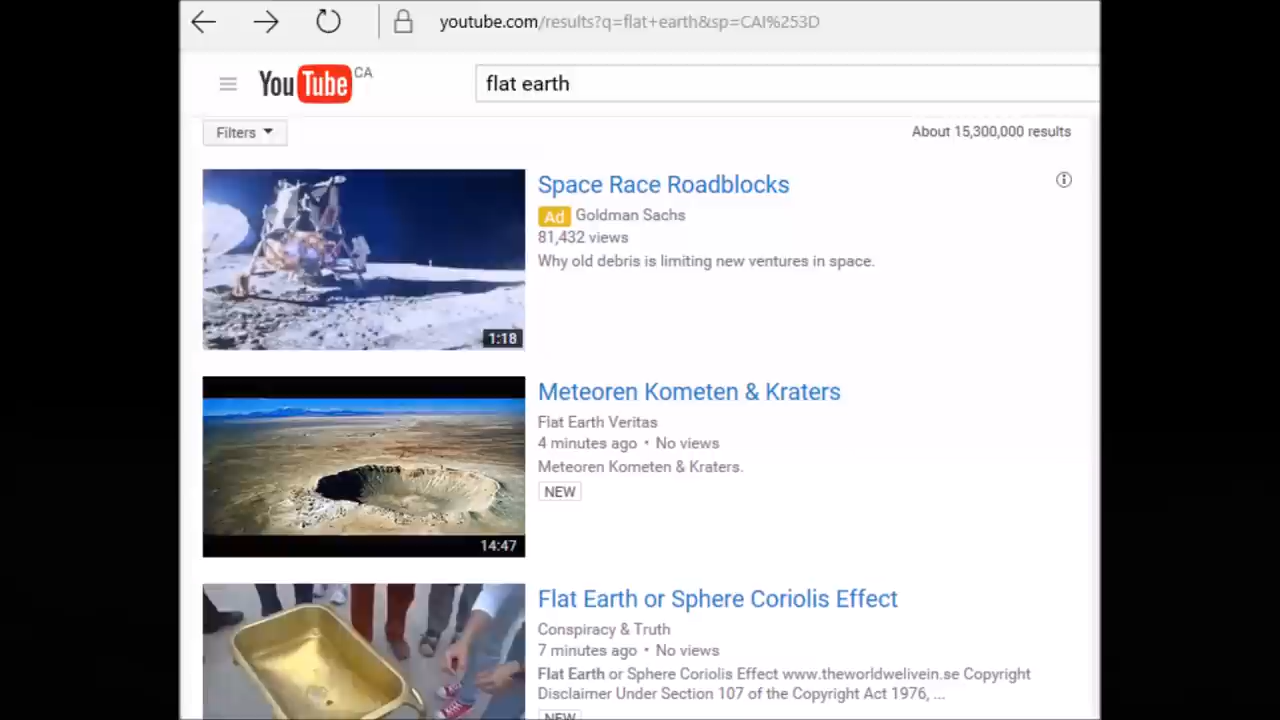 youtube.com/results?q=flat+earth&sp=CAI%253D
YouTube CA
flat earth
Filters
About 15,300,000 results
Space Race Roadblocks
Ad Goldman Sachs
81,432 views
Why old debris is limiting new ventures in space.
1:18
Meteoren Kometen & Kraters
Flat Earth Veritas
4 minutes ago • No views
Meteoren Kometen & Kraters.
NEW
14:47
Flat Earth or Sphere Coriolis Effect
Conspiracy & Truth
7 minutes ago • No views
Flat Earth or Sphere Coriolis Effect www.theworldwelivein.se Copyright
Disclaimer Under Section 107 of the Copyright Act 1976, ...
NEW